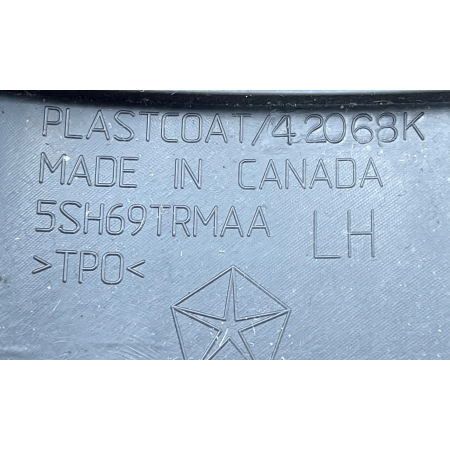 PLASTCOAT/42068K
MADE IN CANADA
5SH69TRMAA LH
>TPO<